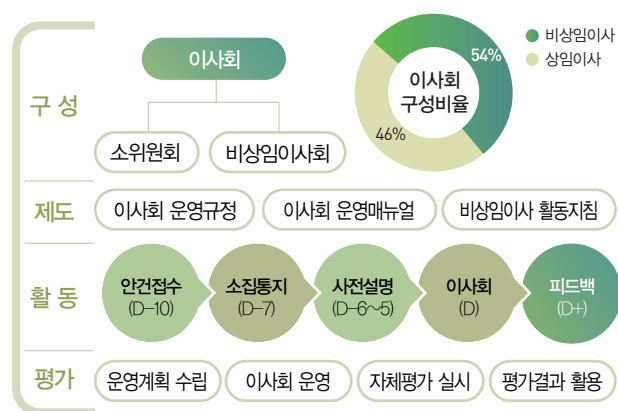 구 성
이사회
소위원회
비상임이사회
비상임이사
상임이사
54%
46%
이사회
구성비율
제도
이사회 운영규정
이사회 운영매뉴얼
비상임이사 활동지침
활 동
안건접수
(D-10)
소집통지
(D-7)
사전설명
(D-6~5)
이사회
(D)
피드백
(D+)
평가
운영계획 수립
이사회 운영
자체평가 실시
평가결과 활용